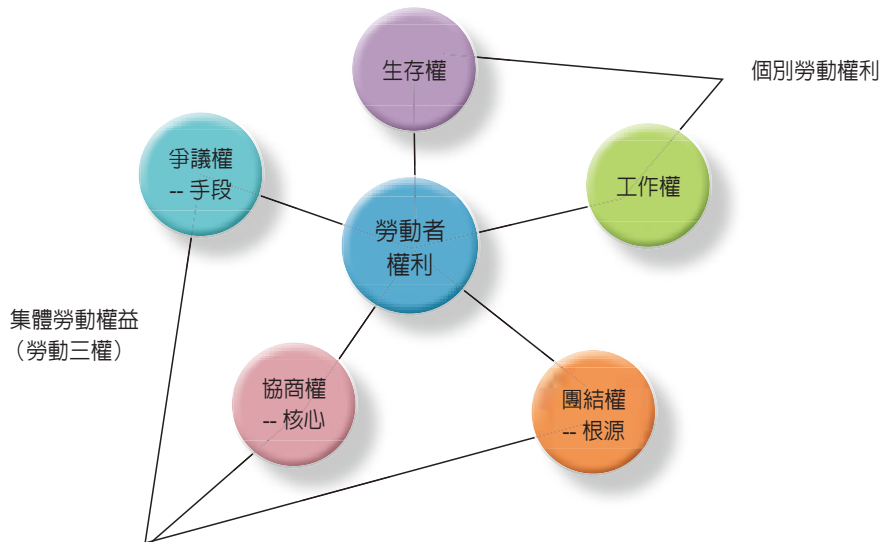 生存權
個別勞動權利
爭議權
-- 手段
工作權
勞動者
權利
集體勞動權益
（勞動三權）
協商權
-- 核心
團結權
-- 根源